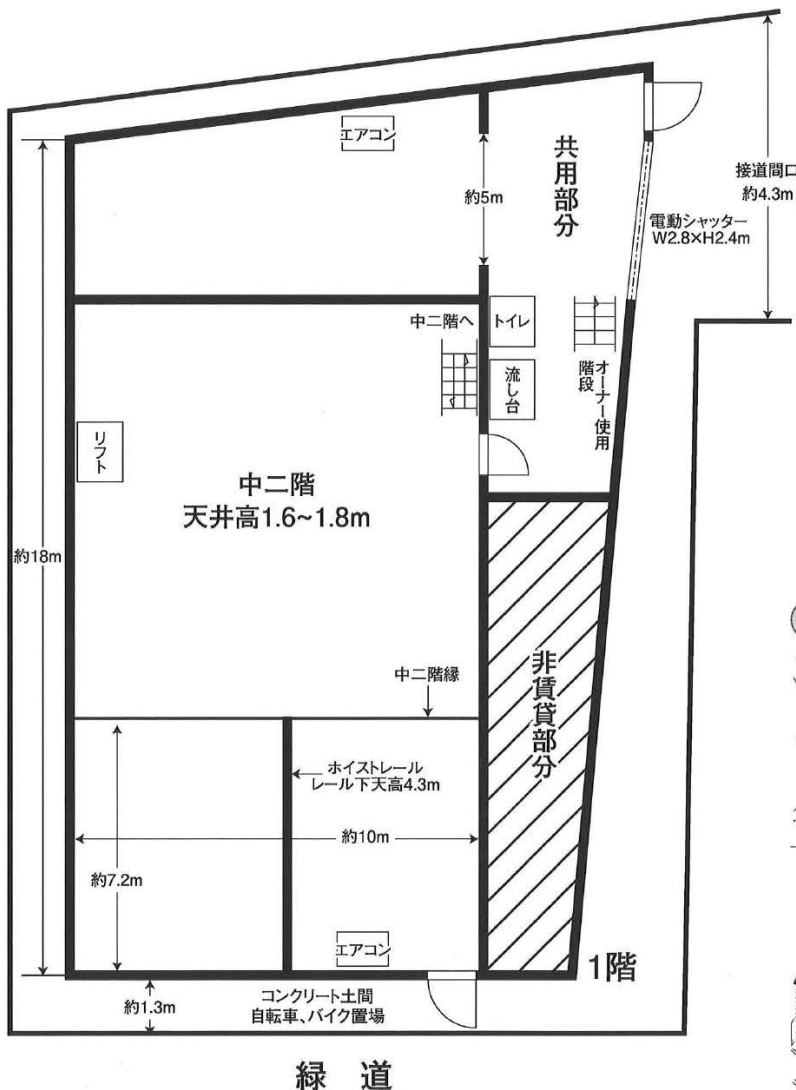 エアコン
共用部分
接道間口
約4.3m
約5m
電動シャッター
W2.8×H2.4m
中二階へ
トイレ
流し台
オーナー使用
階段
リフト
中二階
天井高1.6~1.8m
約18m
非賃貸部分
中二階縁
ホイストレール
レール下天高4.3m
約10m
約7.2m
エアコン
1階
約1.3m
コンクリート土間
自転車、バイク置場
緑 道